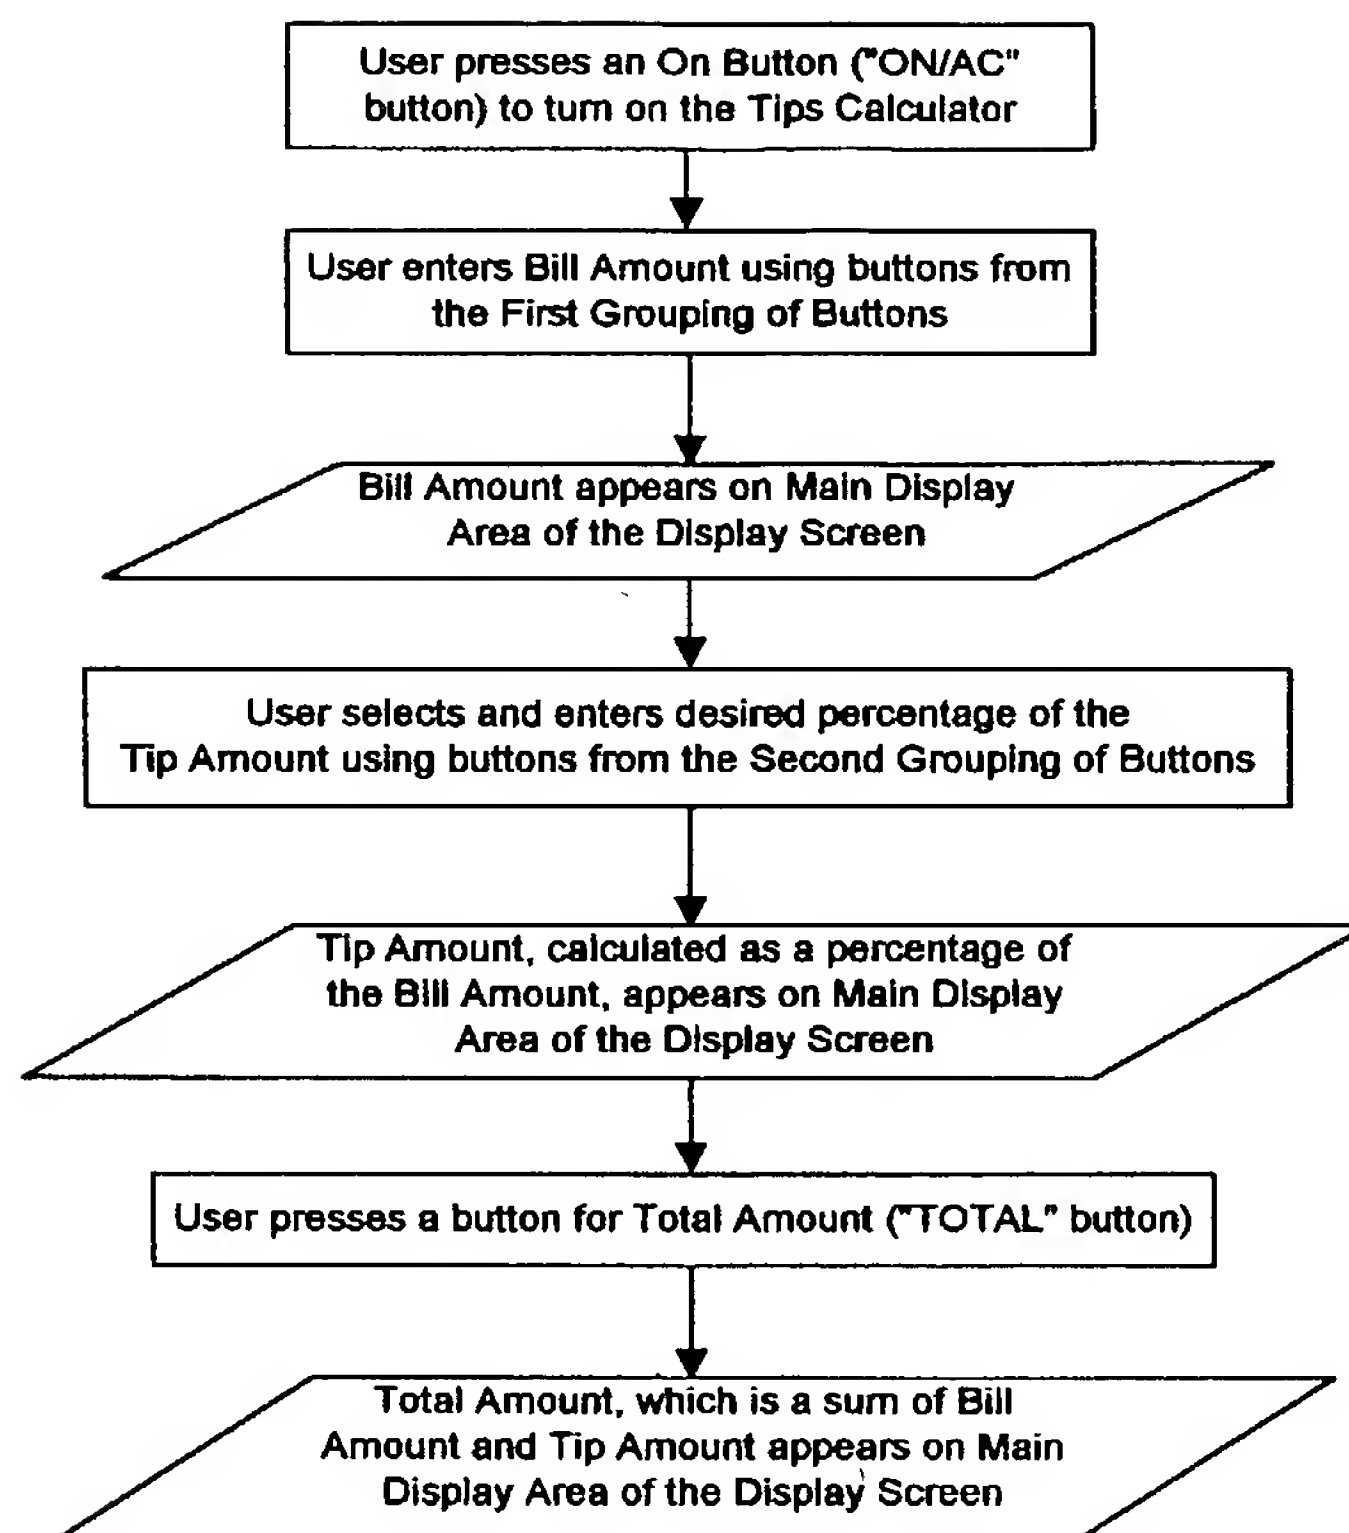 User presses an On Button ("ON/AC"
button) to turn on the Tips Calculator
User enters Bill Amount using buttons from
the First Grouping of Buttons
Bill Amount appears on Main Display
Area of the Display Screen
User selects and enters desired percentage of the
Tip Amount using buttons from the Second Grouping of Buttons
Tip Amount, calculated as a percentage of
the Bill Amount, appears on Main Display
Area of the Display Screen
User presses a button for Total Amount ("TOTAL" button)
Total Amount, which is a sum of Bill
Amount and Tip Amount appears on Main
Display Area of the Display Screen